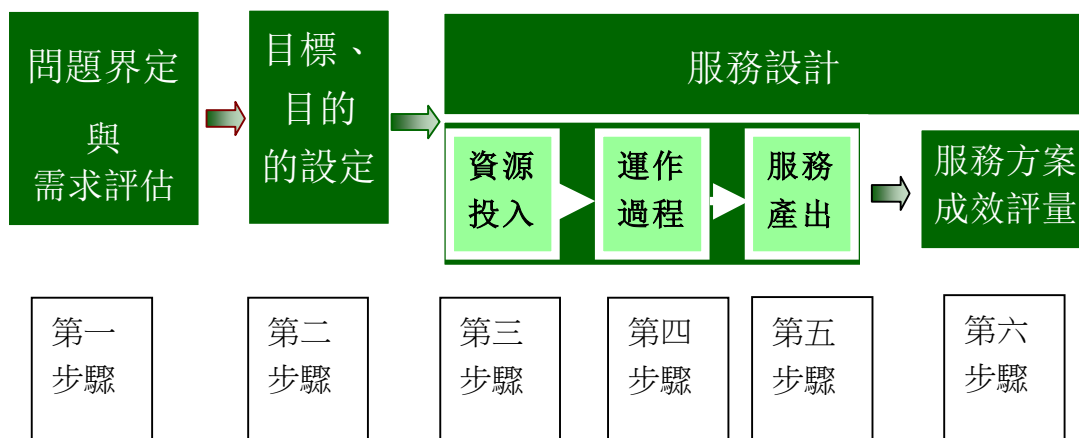 問題界定
與
需求評估
目標、
目的
的設定
服務設計
資源
投入
運作
過程
服務
產出
服務方案
成效評量
第一
步驟
第二
步驟
第三
步驟
第四
步驟
第五
步驟
第六
步驟